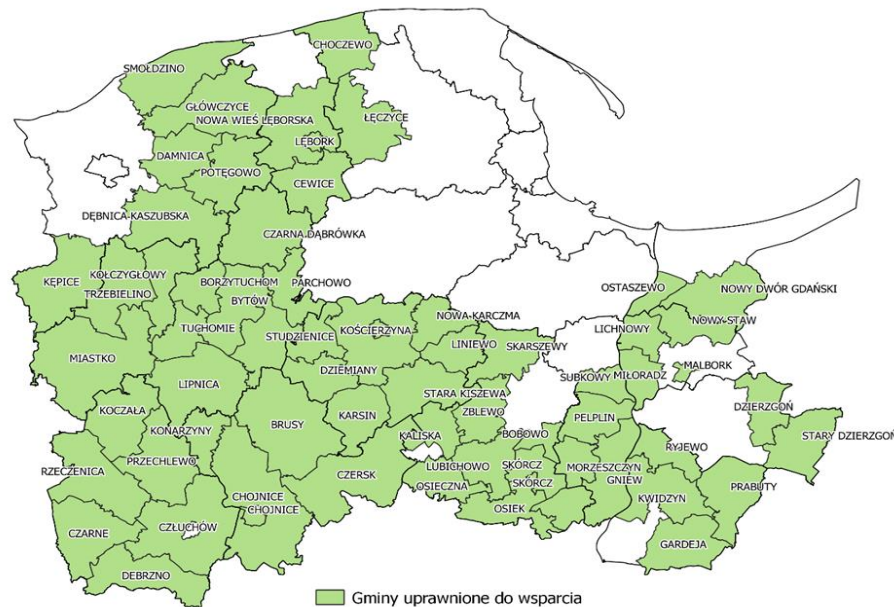 CHOCZEWO
SMOŁDZINO
GŁÓWCZYCE
NOWA WIEŚ LĘBORSKA
ŁĘCZYCE
LĘBORK
DAMNICA
POTĘGOWO
CEWICE
DĘBNICA KASZUBSKA
CZARNA DĄBRÓWKA
KĘPICE
KOŁCZYGŁOWY
BORZYTUCHOM
PARCHOWO
TRZEBIELINO
BYTÓW
OSTASZEWO
NOWY DWÓR GDAŃSKI
NOWA KARCZMA
TUCHOMIE
STUDZIENICE
KOŚCIERZYNA
LICHNOWY
NOWY STAW
MIASTKO
LINIEWO
SKARSZEWY
MALBORK
DZIEMIANY
SUBKOWY
MIŁORADZ
LIPNICA
STARA KISZEWA
KOCZAŁA
BRUSY
KARSIN
ZBLEWO
PELPLIN
DZIERZGOŃ
KONARZYNY
KALISKA
BOBOWO
RYJEWO
STARY DZIERZGOŃ
RZECZENICA
PRZECHLEWO
CZERSK
LUBICHOWO
SKÓRCZ
MORZESZCZYN
OSIECZNA
SKÓRCZ
GNIEW
PRABUTY
CHOJNICE
CHOJNICE
OSIEK
KWIDZYN
CZARNE
CZŁUCHÓW
GARDEJA
DEBRZNO
Gminy uprawnione do wsparcia